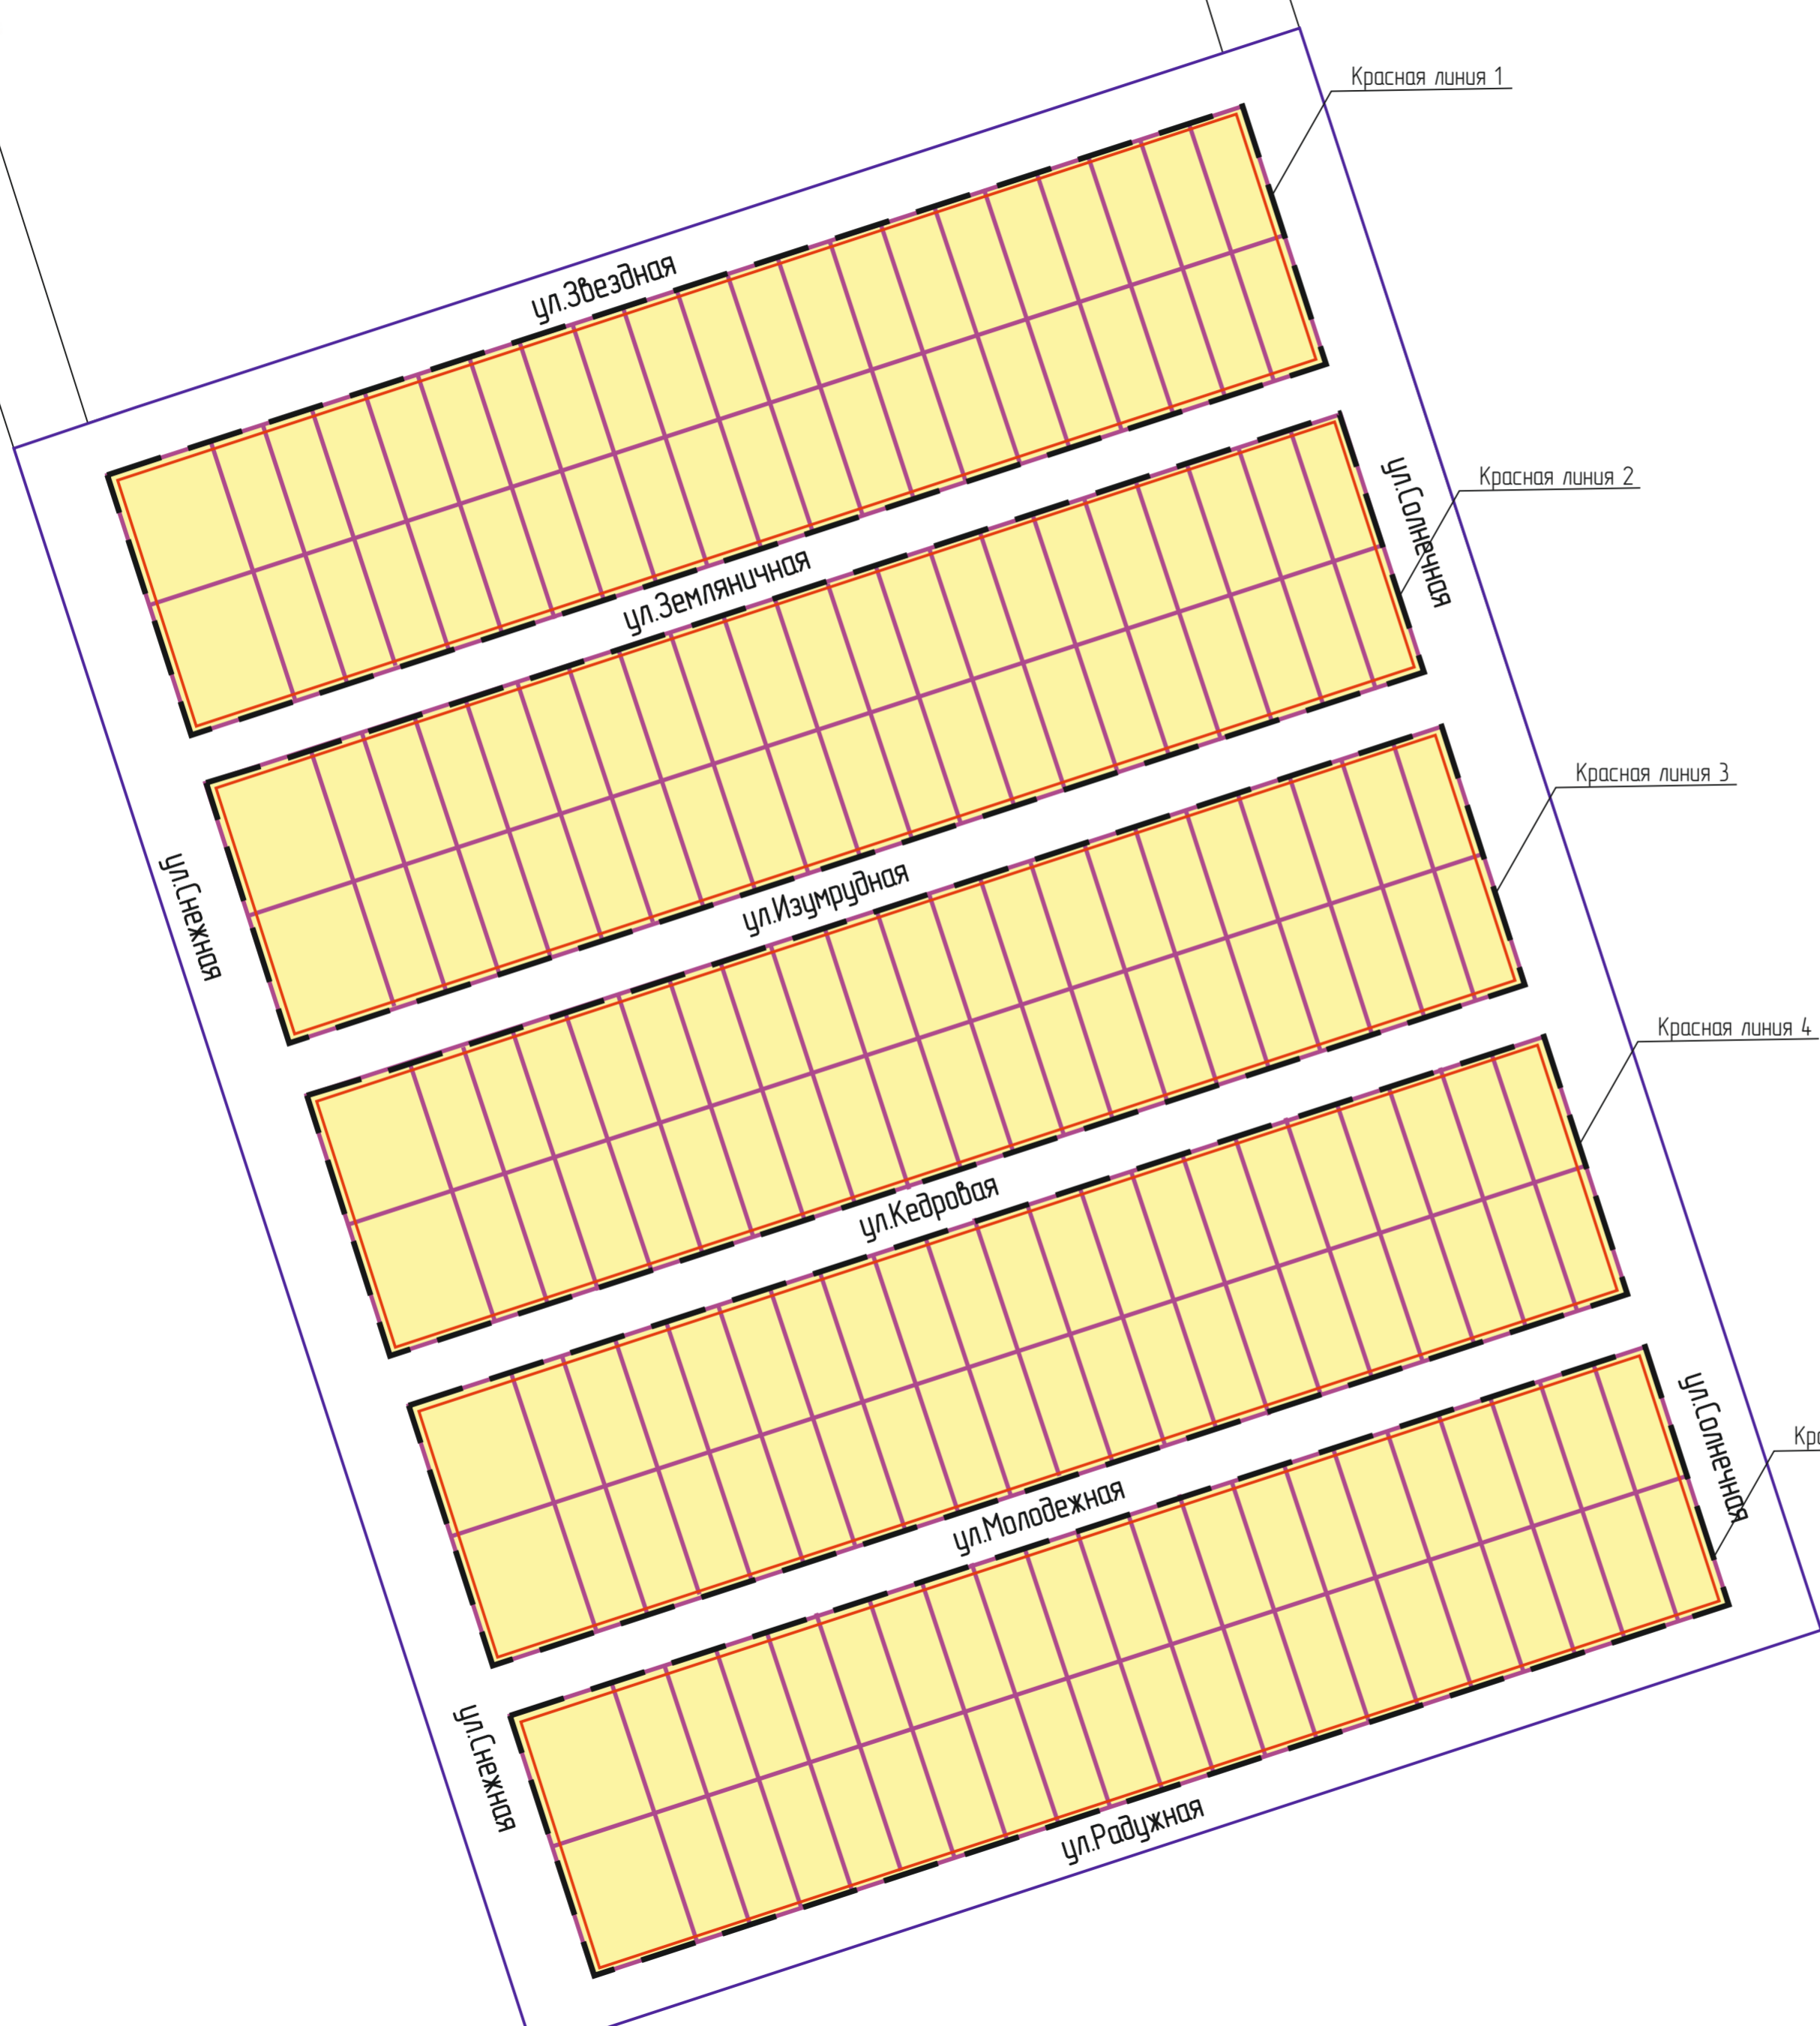 Красная линия 1
ул.Звездная
ул.Солнечная
Красная линия 2
ул.Земляничная
Красная линия 3
ул.Снежная
ул.Изумрудная
Красная линия 4
ул.Кедровая
ул.Солнечная
Кра
ул.Молодежная
ул.Снежная
ул.Радужная